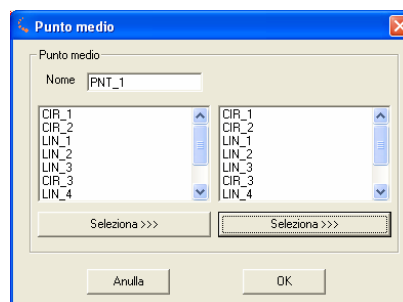 Punto medio
Punto medio
Nome PNT_1
CIR_1 CIR_1
CIR_2 CIR_2
LIN_1 LIN_1
LIN_2 LIN_2
LIN_3 LIN_3
CIR_3 CIR_3
LIN_4 LIN_4
Seleziona >>> Seleziona >>>
Anulla OK